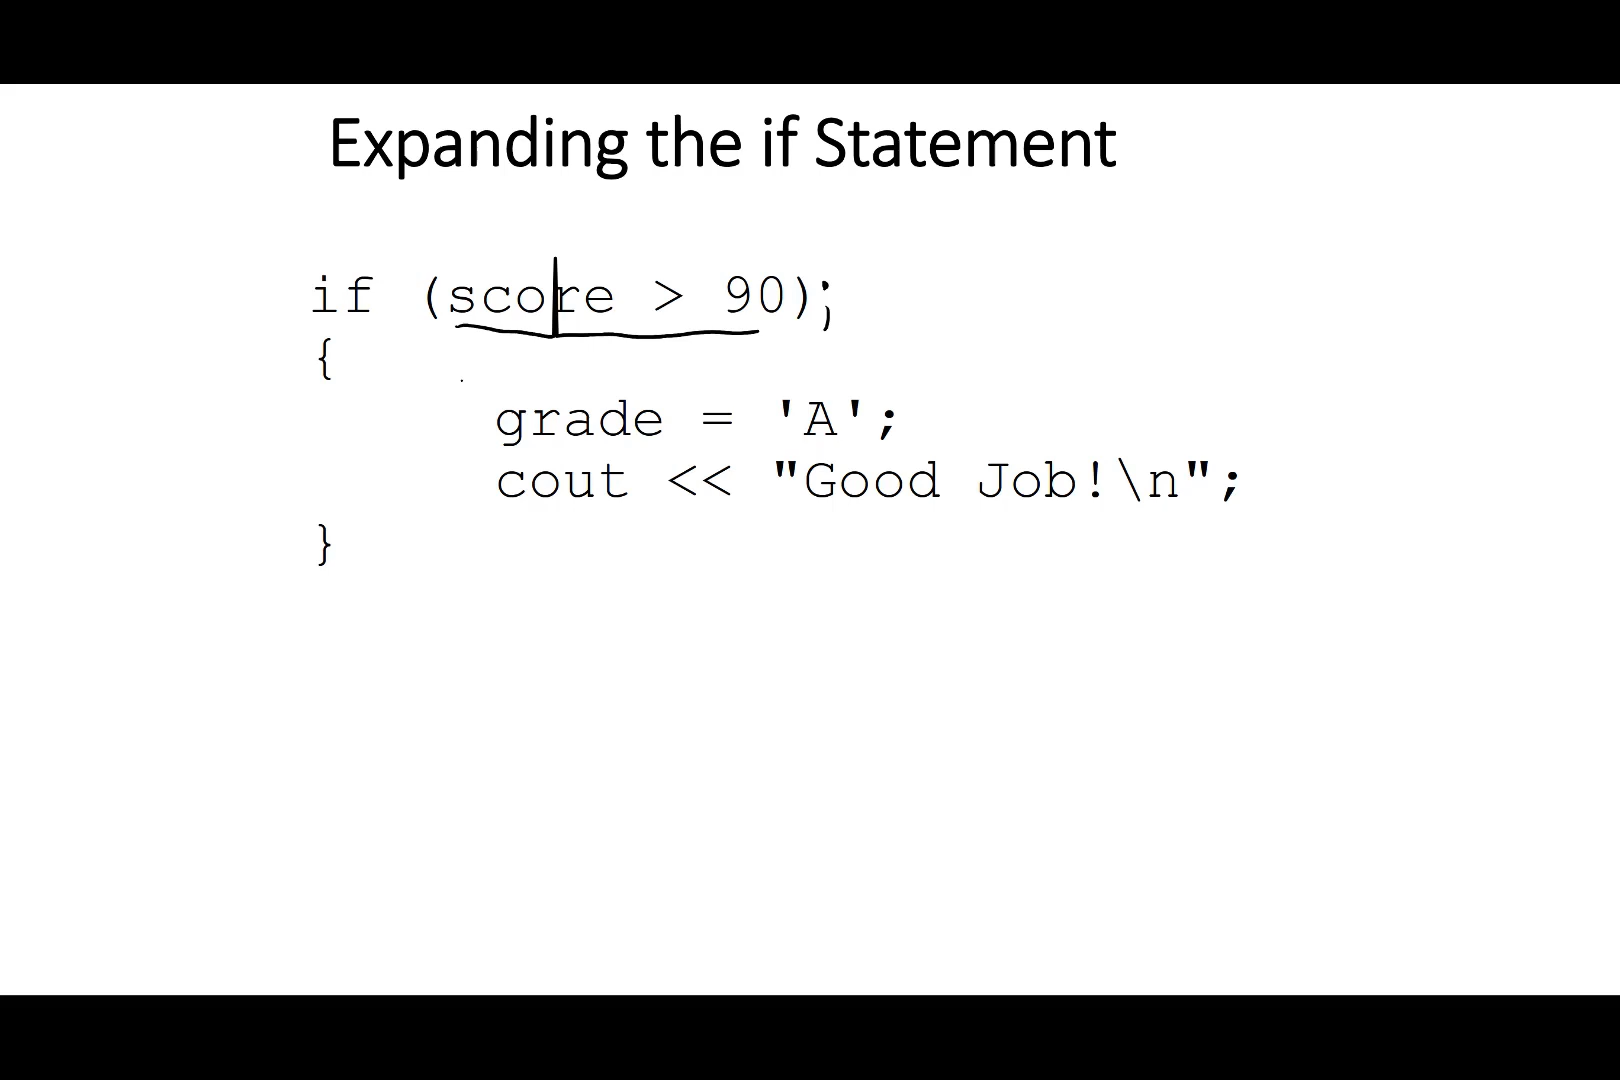 Expanding the if Statement
if (score > 90);
{
grade = 'A';
cout << "Good Job!\n";
}